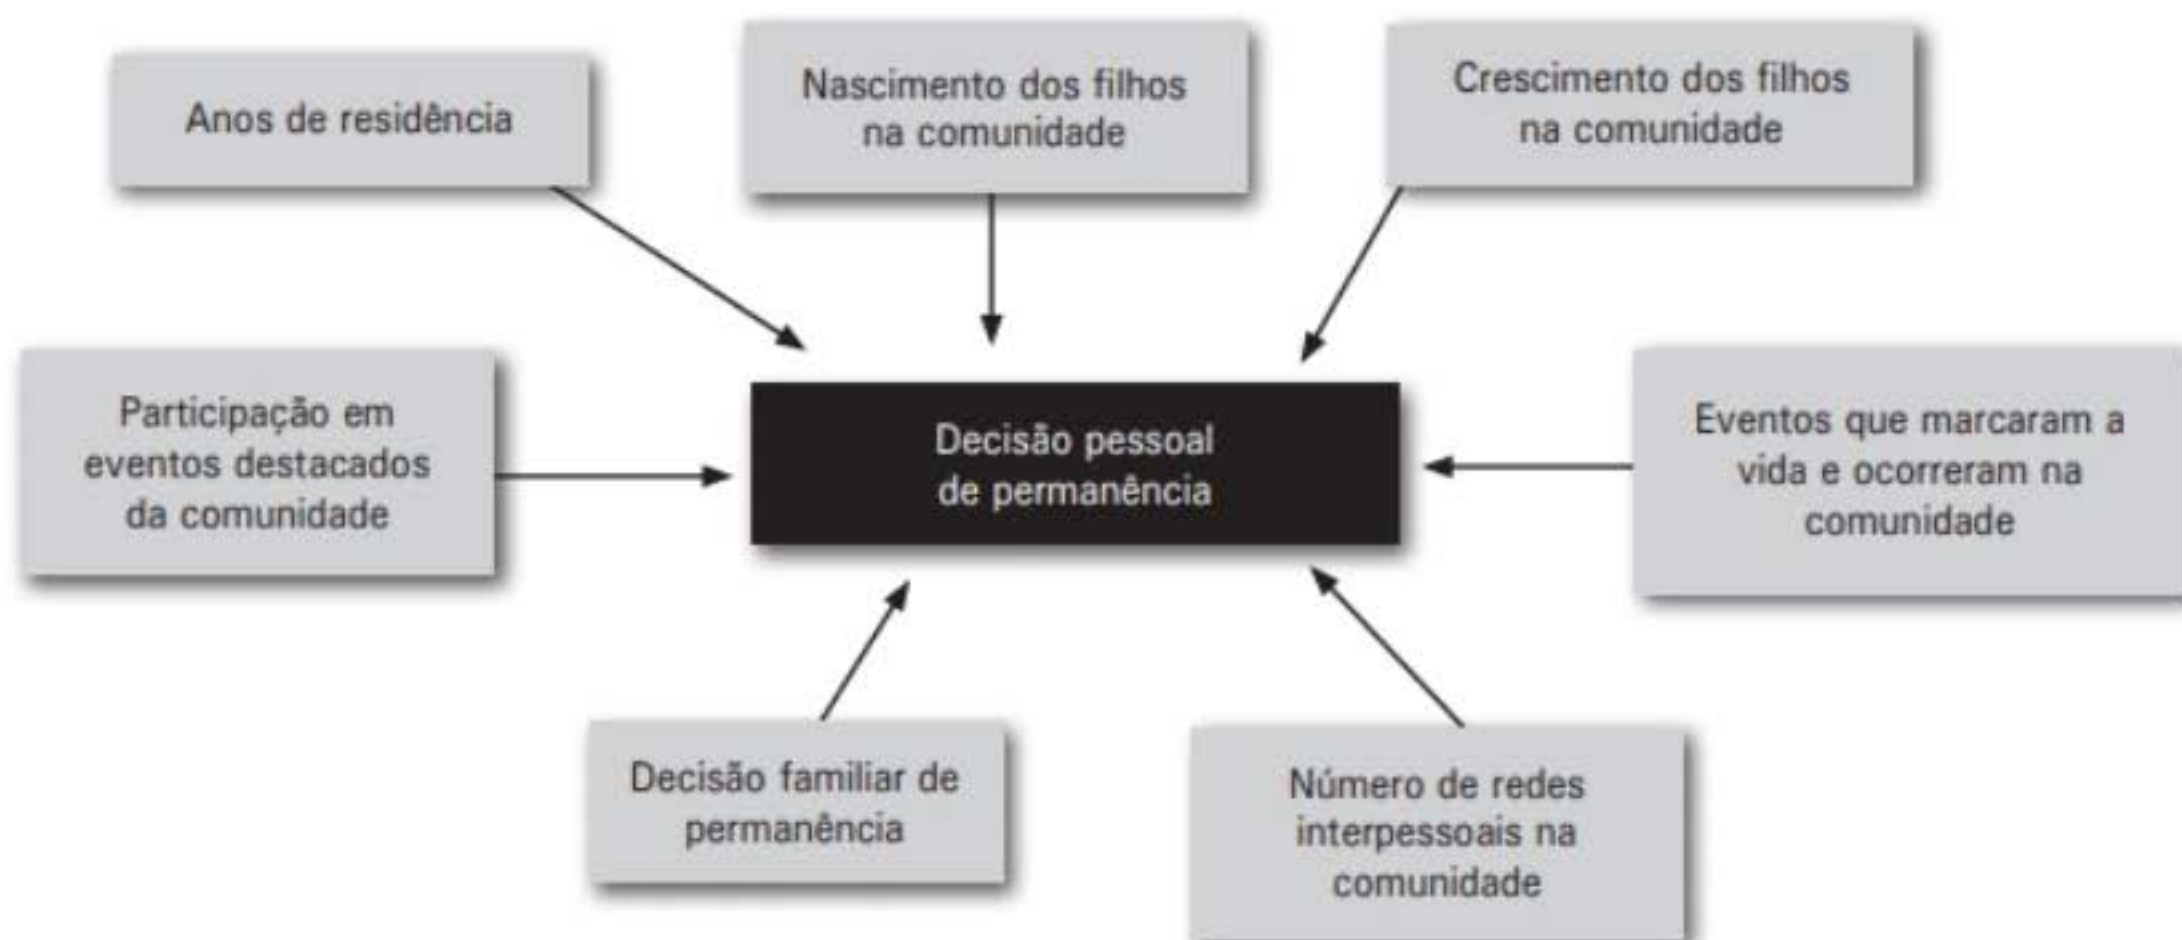 Anos de residência
Nascimento dos filhos
na comunidade
Crescimento dos filhos
na comunidade
Participação em
eventos destacados
da comunidade
Decisão pessoal
de permanência
Eventos que marcaram a
vida e ocorreram na
comunidade
Decisão familiar de
permanência
Número de redes
interpessoais na
comunidade